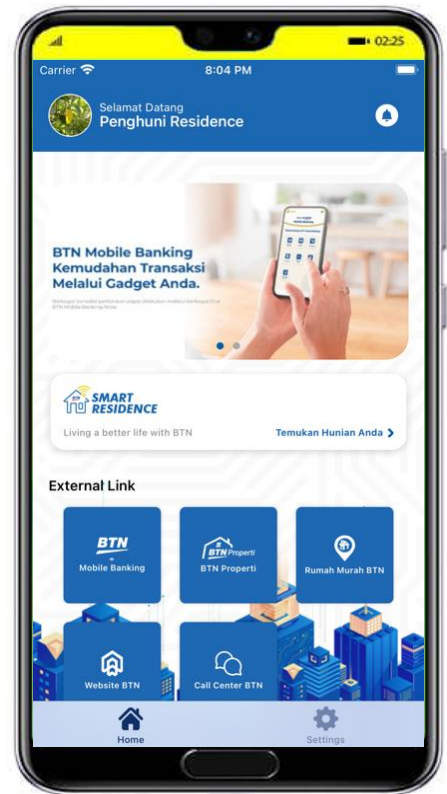 02:25
Carrier 8:04 PM
Selamat Datang
Penghuni Residence
BTN Mobile Banking
Kemudahan Transaksi
Melalui Gadget Anda.
SMART
RESIDENCE
Living a better life with BTN Temukan Hunian Anda
External Link
BTN BTN Properti
Mobile Banking BTN Properti Rumah Murah BTN
Website BTN Call Center BTN
Home Settings